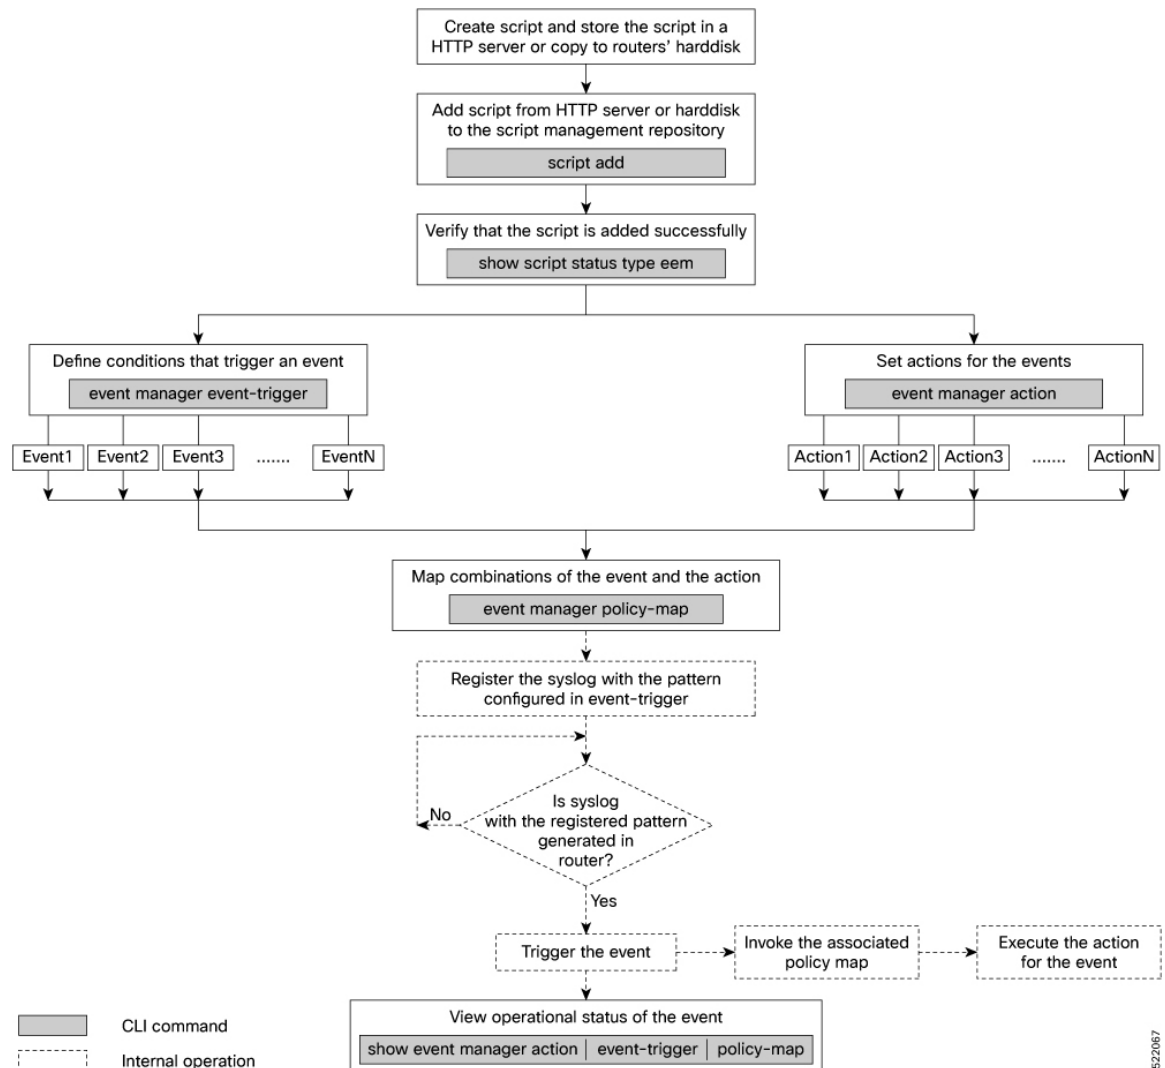 Create script and store the script in a
HTTP server or copy to routers' harddisk
Add script from HTTP server or harddisk
to the script management repository
script add
Verify that the script is added successfully
show script status type eem
Define conditions that trigger an event
event manager event-trigger
Event1
Event2
Event3
.......
EventN
Set actions for the events
event manager action
Action1
Action2
Action3
.......
ActionN
Map combinations of the event and the action
event manager policy-map
Register the syslog with the pattern
configured in event-trigger
Is syslog
with the registered pattern
generated in
router?
No
Yes
Trigger the event
Invoke the associated
policy map
Execute the action
for the event
View operational status of the event
show event manager action | event-trigger | policy-map
CLI command
Internal operation
522067